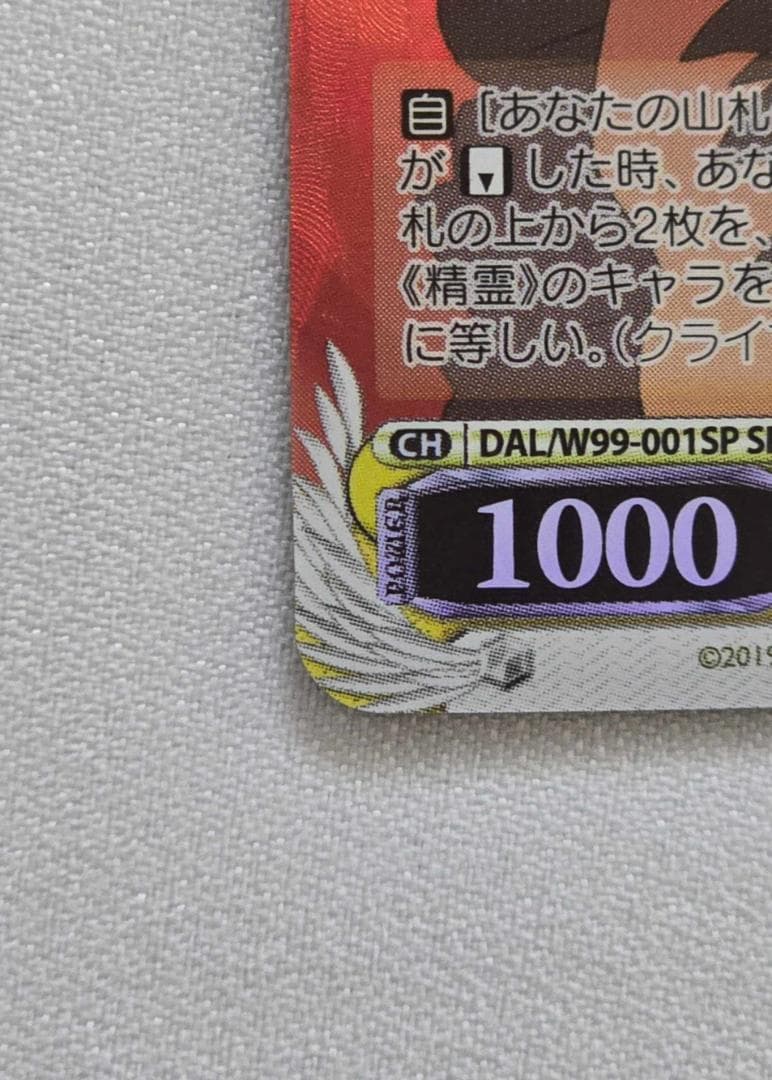 自 [あなたの山札
が した時、あな
札の上から2枚を、
《精霊》のキャラを
に等しい。(クライ
CH DAL/W99-001SP
POWER 1000
©2019